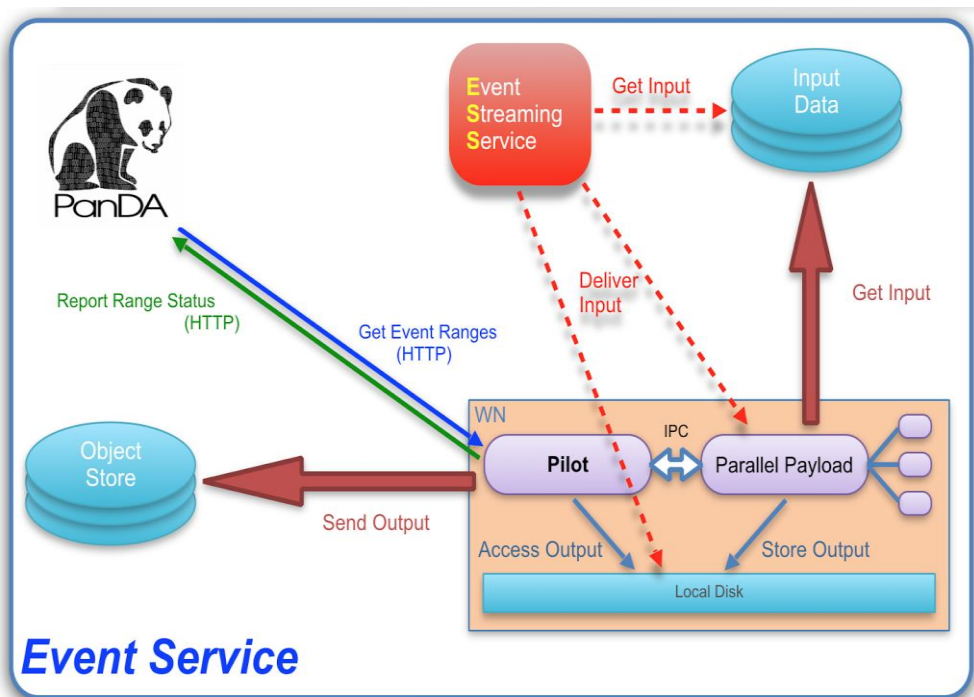 PanDA
Event
Streaming
Service
Get Input
Input
Data
Report Range Status
(HTTP)
Get Event Ranges
(HTTP)
Deliver
Input
Get Input
Object
Store
Send Output
WN
Pilot
IPC
Parallel Payload
Access Output
Store Output
Local Disk
Event Service